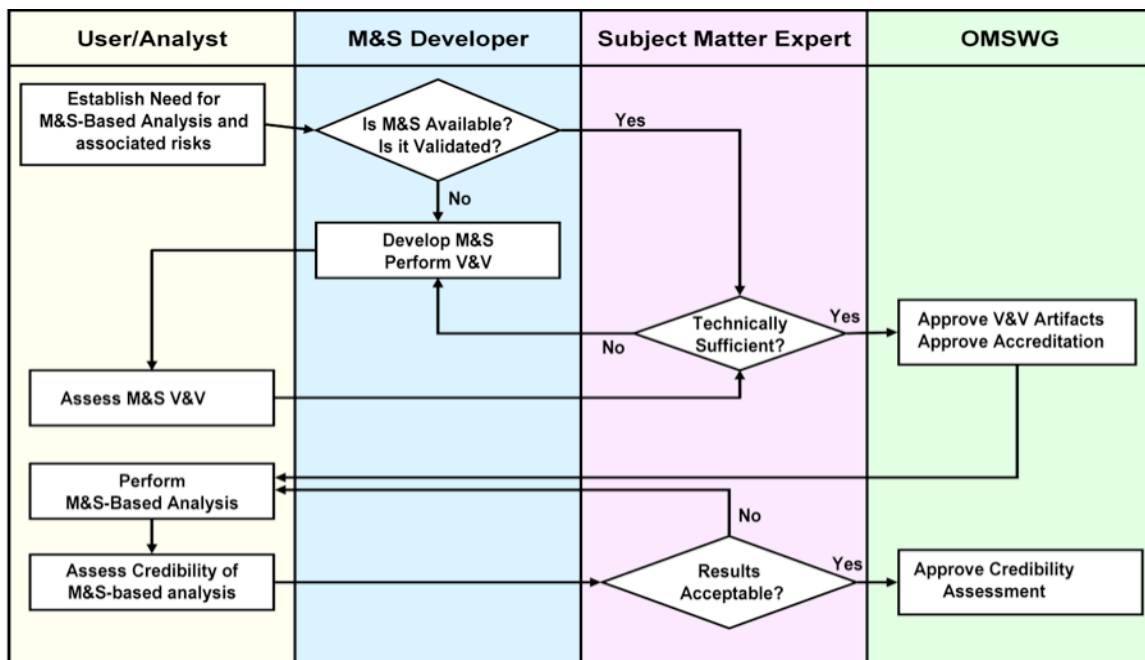 User/Analyst
M&S Developer
Subject Matter Expert
OMSWG
Establish Need for
M&S-Based Analysis and
associated risks
Is M&S Available?
Is it Validated?
Yes
No
Develop M&S
Perform V&V
Technically
Sufficient?
Yes
No
Approve V&V Artifacts
Approve Accreditation
Assess M&S V&V
Perform
M&S-Based Analysis
No
Assess Credibility of
M&S-based analysis
Results
Acceptable?
Yes
Approve Credibility
Assessment